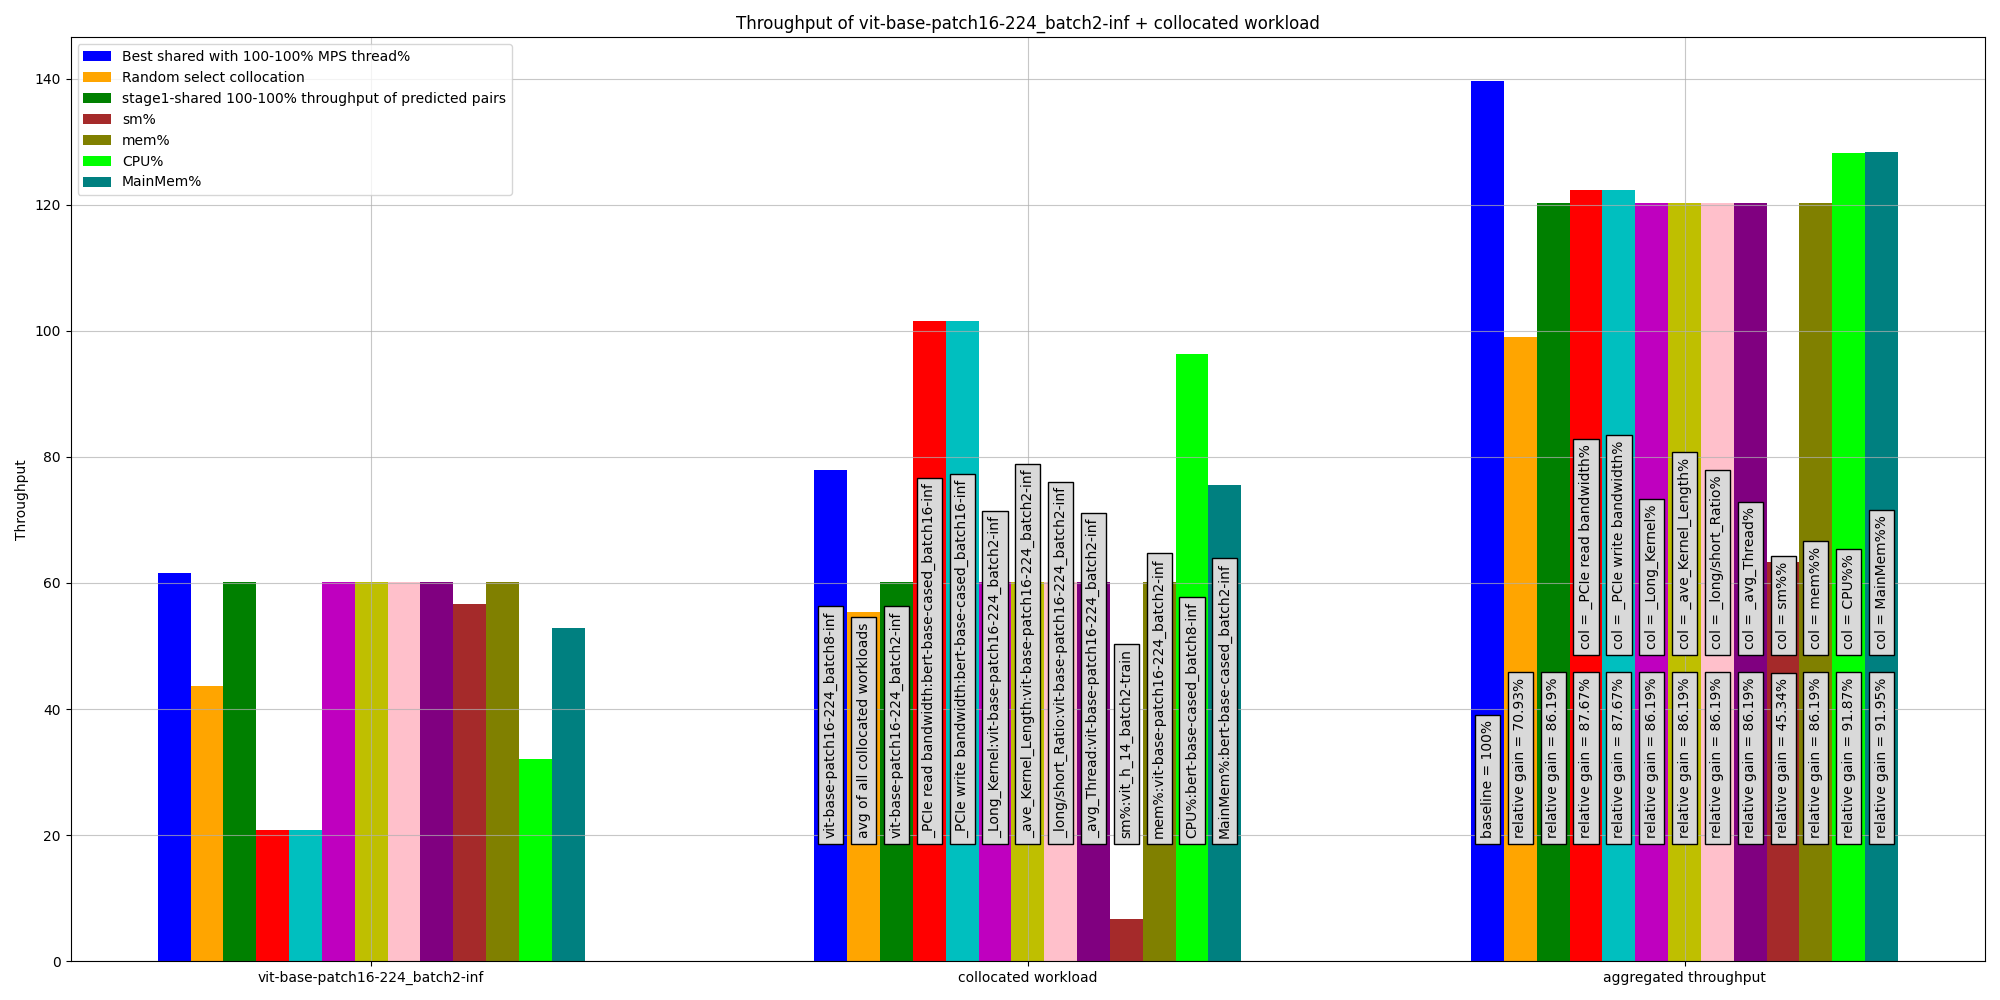 Throughput of vit-base-patch16-224_batch2-inf + collocated workload
Best shared with 100-100% MPS thread%
Random select collocation
stage1-shared 100-100% throughput of predicted pairs
sm%
mem%
CPU%
MainMem%
Throughput
140
120
100
80
60
40
20
0
vit-base-patch16-224_batch8-inf
avg of all collocated workloads
vit-base-patch16-224_batch2-inf
_PCIe read bandwidth:bert-base-cased_batch16-inf
_PCIe write bandwidth:bert-base-cased_batch16-inf
_Long_Kernel:vit-base-patch16-224_batch2-inf
_ave_Kernel_Length:vit-base-patch16-224_batch2-inf
_long/short_Ratio:vit-base-patch16-224_batch2-inf
_avg_Thread:vit-base-patch16-224_batch2-inf
sm%:vit_h_14_batch2-train
mem%:vit-base-patch16-224_batch2-inf
CPU%:bert-base-cased_batch8-inf
MainMem%:bert-base-cased_batch2-inf
col = _PCIe read bandwidth%
col = _PCIe write bandwidth%
col = _Long_Kernel%
col = _ave_Kernel_Length%
col = _long/short_Ratio%
col = _avg_Thread%
col = sm%%
col = mem%%
col = CPU%%
col = MainMem%%
baseline = 100%
relative gain = 70.93%
relative gain = 86.19%
relative gain = 87.67%
relative gain = 87.67%
relative gain = 86.19%
relative gain = 86.19%
relative gain = 86.19%
relative gain = 86.19%
relative gain = 45.34%
relative gain = 86.19%
relative gain = 91.87%
relative gain = 91.95%
vit-base-patch16-224_batch2-inf
collocated workload
aggregated throughput